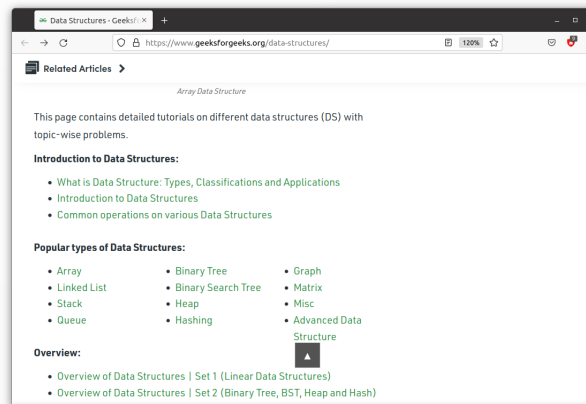 Data Structures - Geeksf
https://www.geeksforgeeks.org/data-structures/
120%
Related Articles
Array Data Structure
This page contains detailed tutorials on different data structures (DS) with
topic-wise problems.
Introduction to Data Structures:
What is Data Structure: Types, Classifications and Applications
Introduction to Data Structures
Common operations on various Data Structures
Popular types of Data Structures:
Array
Linked List
Stack
Queue
Binary Tree
Binary Search Tree
Heap
Hashing
Graph
Matrix
Misc
Advanced Data
Structure
Overview:
Overview of Data Structures | Set 1 (Linear Data Structures)
Overview of Data Structures | Set 2 (Binary Tree, BST, Heap and Hash)